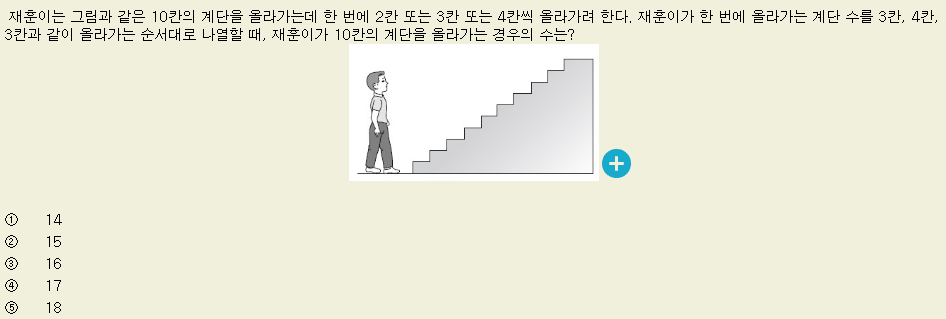 재훈이는 그림과 같은 10칸의 계단을 올라가는데 한 번에 2칸 또는 3칸 또는 4칸씩 올라가려 한다. 재훈이가 한 번에 올라가는 계단 수를 3칸, 4칸,
3칸과 같이 올라가는 순서대로 나열할 때, 재훈이가 10칸의 계단을 올라가는 경우의 수는?
① 14
② 15
③ 16
④ 17
⑤ 18